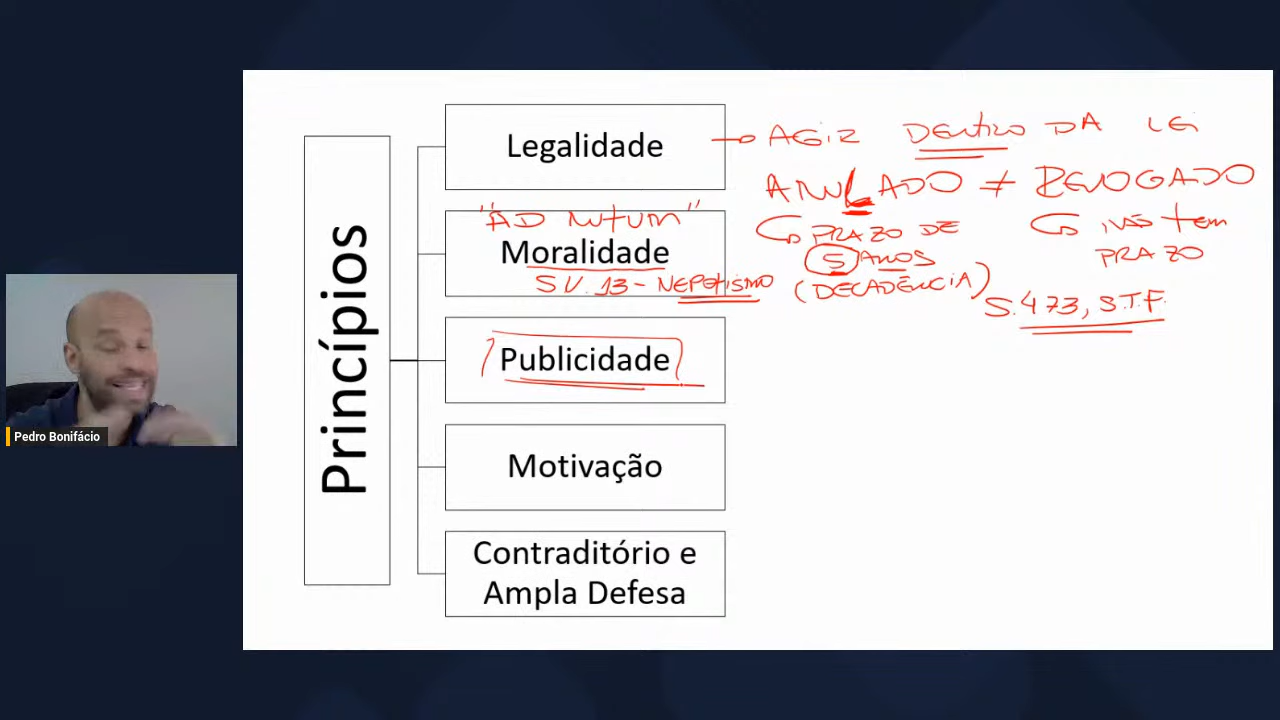 Princípios
Legalidade
AGIR DENTRO DA LEI
ANULADO ≠ REVOGADO
PRAZO DE
5 ANOS
(DECADÊNCIA)
NÃO TEM
PRAZO
S.473, S.T.F.
"AD NUTUM"
Moralidade
SV.13-NEPOTISMO
Publicidade
Motivação
Contraditório e
Ampla Defesa
Pedro Bonifácio